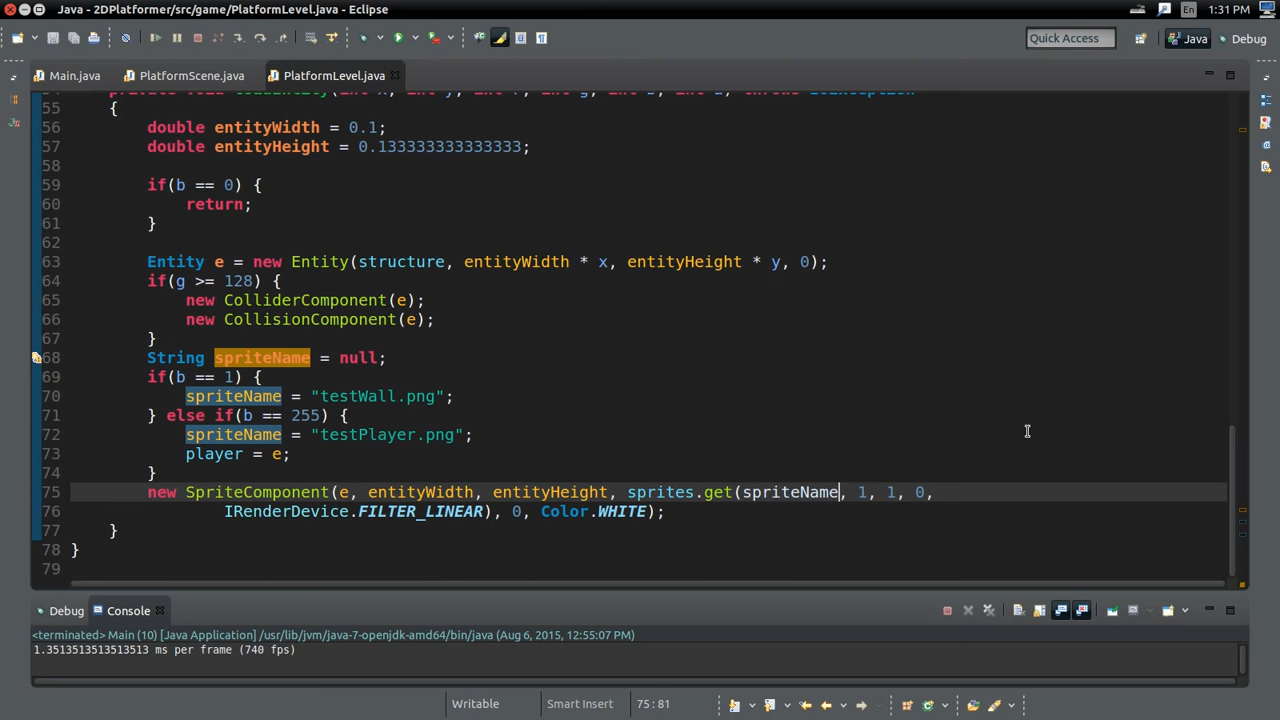 Java - 2DPlatformer/src/game/PlatformLevel.java - Eclipse
En
1:31 PM
Quick Access
Java
Debug
Main.java
PlatformScene.java
PlatformLevel.java
55 {
56 double entityWidth = 0.1;
57 double entityHeight = 0.133333333333333;
58
59 if(b == 0) {
60 return;
61 }
62
63 Entity e = new Entity(structure, entityWidth * x, entityHeight * y, 0);
64 if(g >= 128) {
65 new ColliderComponent(e);
66 new CollisionComponent(e);
67 }
68 String spriteName = null;
69 if(b == 1) {
70 spriteName = "testWall.png";
71 } else if(b == 255) {
72 spriteName = "testPlayer.png";
73 player = e;
74 }
75 new SpriteComponent(e, entityWidth, entityHeight, sprites.get(spriteName, 1, 1, 0,
76 IRenderDevice.FILTER_LINEAR), 0, Color.WHITE);
77 }
78 }
79
Debug
Console
<terminated> Main (10) [Java Application] /usr/lib/jvm/java-7-openjdk-amd64/bin/java (Aug 6, 2015, 12:55:07 PM)
1.3513513513513513 ms per frame (740 fps)
Writable
Smart Insert
75 : 81